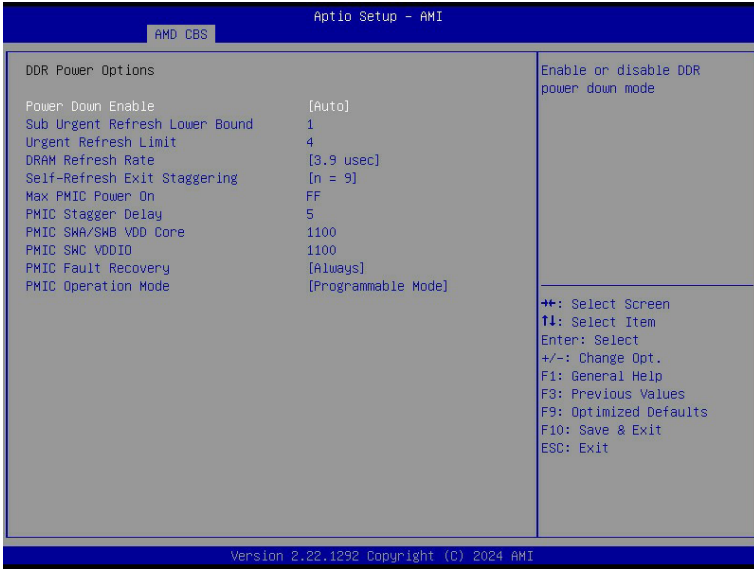 Aptio Setup - AMI
AMD CBS
DDR Power Options
Power Down Enable [Auto]
Sub Urgent Refresh Lower Bound 1
Urgent Refresh Limit 4
DRAM Refresh Rate [3.9 usec]
Self-Refresh Exit Staggering [n = 9]
Max PMIC Power On FF
PMIC Stagger Delay 5
PMIC SWA/SWB VDD Core 1100
PMIC SWC VDDIO 1100
PMIC Fault Recovery [Always]
PMIC Operation Mode [Programmable Mode]
Enable or disable DDR
power down mode
→←: Select Screen
↑↓: Select Item
Enter: Select
+/-: Change Opt.
F1: General Help
F3: Previous Values
F9: Optimized Defaults
F10: Save & Exit
ESC: Exit
Version 2.22.1292 Copyright (C) 2024 AMI